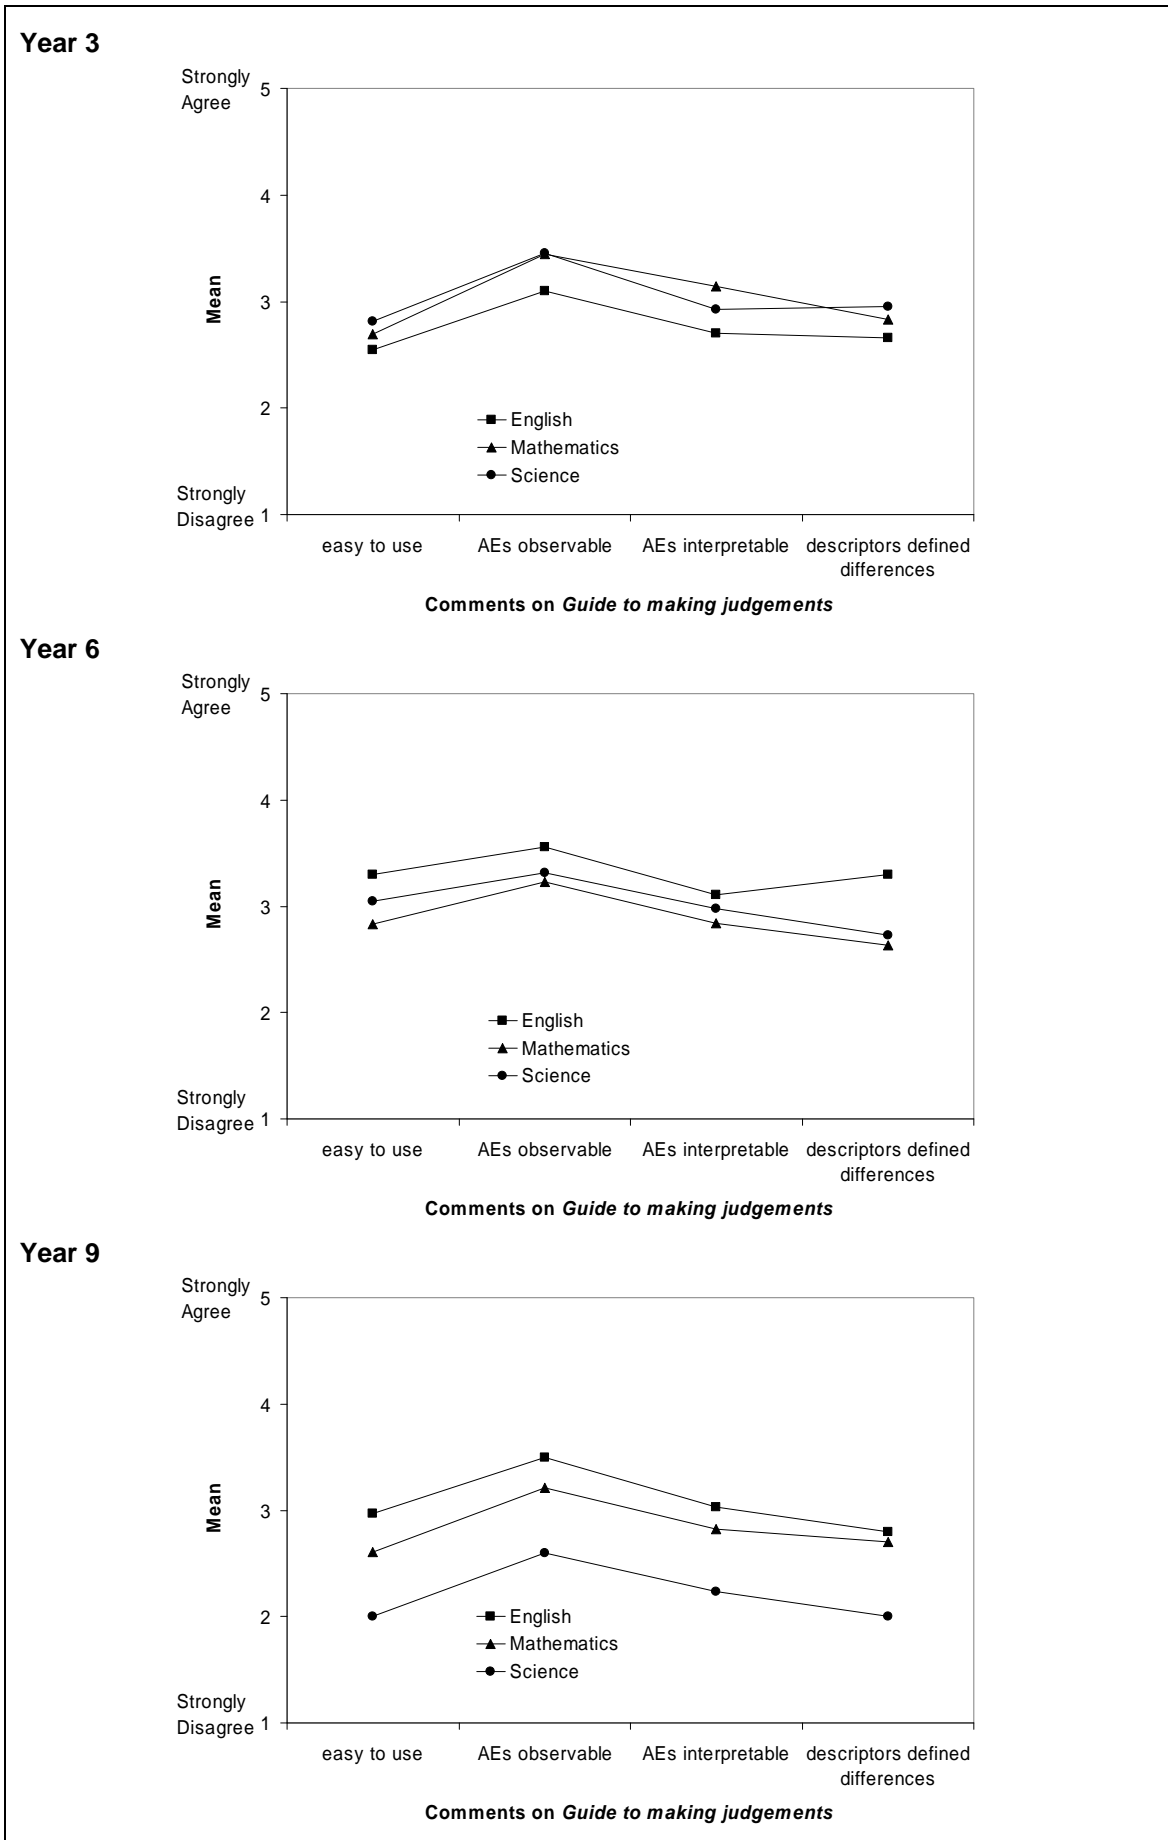 Year 3
Strongly
Agree
5
4
3
2
Strongly
Disagree 1
Mean
English
Mathematics
Science
easy to use AEs observable AEs interpretable descriptors defined
differences
Comments on Guide to making judgements
Year 6
Strongly
Agree
5
4
3
2
Strongly
Disagree 1
Mean
English
Mathematics
Science
easy to use AEs observable AEs interpretable descriptors defined
differences
Comments on Guide to making judgements
Year 9
Strongly
Agree
5
4
3
2
Strongly
Disagree 1
Mean
English
Mathematics
Science
easy to use AEs observable AEs interpretable descriptors defined
differences
Comments on Guide to making judgements